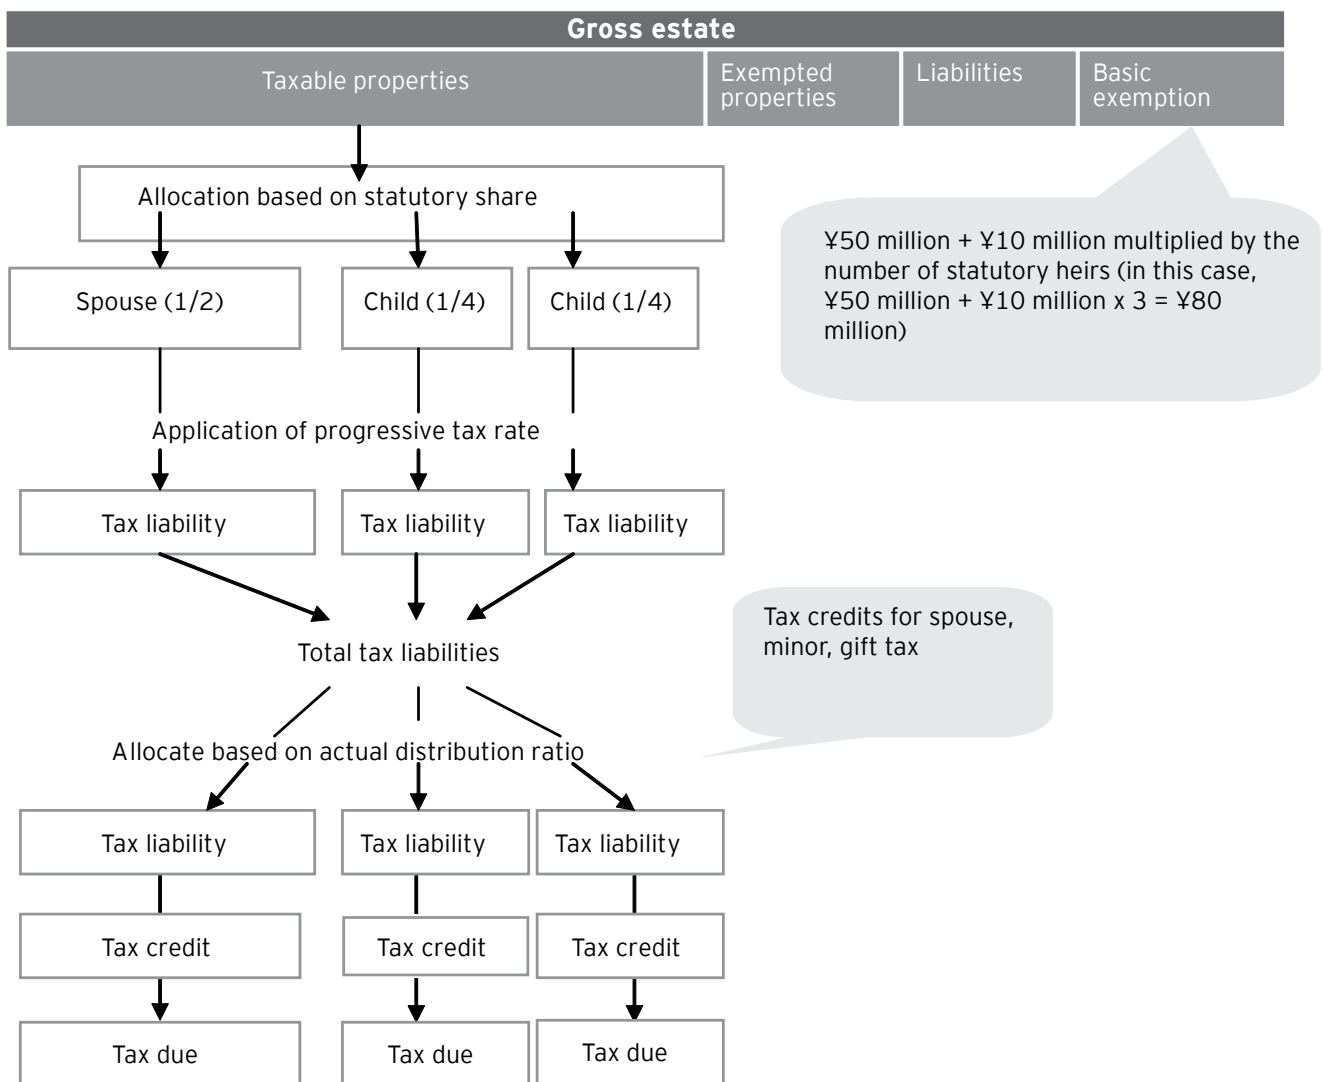 Gross estate
Taxable properties
Exempted
properties
Liabilities
Basic
exemption
Allocation based on statutory share
¥50 million + ¥10 million multiplied by the
number of statutory heirs (in this case,
¥50 million + ¥10 million x 3 = ¥80
million)
Spouse (1/2)
Child (1/4)
Child (1/4)
Application of progressive tax rate
Tax liability
Tax liability
Tax liability
Tax credits for spouse,
minor, gift tax
Total tax liabilities
Allocate based on actual distribution ratio
Tax liability
Tax liability
Tax liability
Tax credit
Tax credit
Tax credit
Tax due
Tax due
Tax due